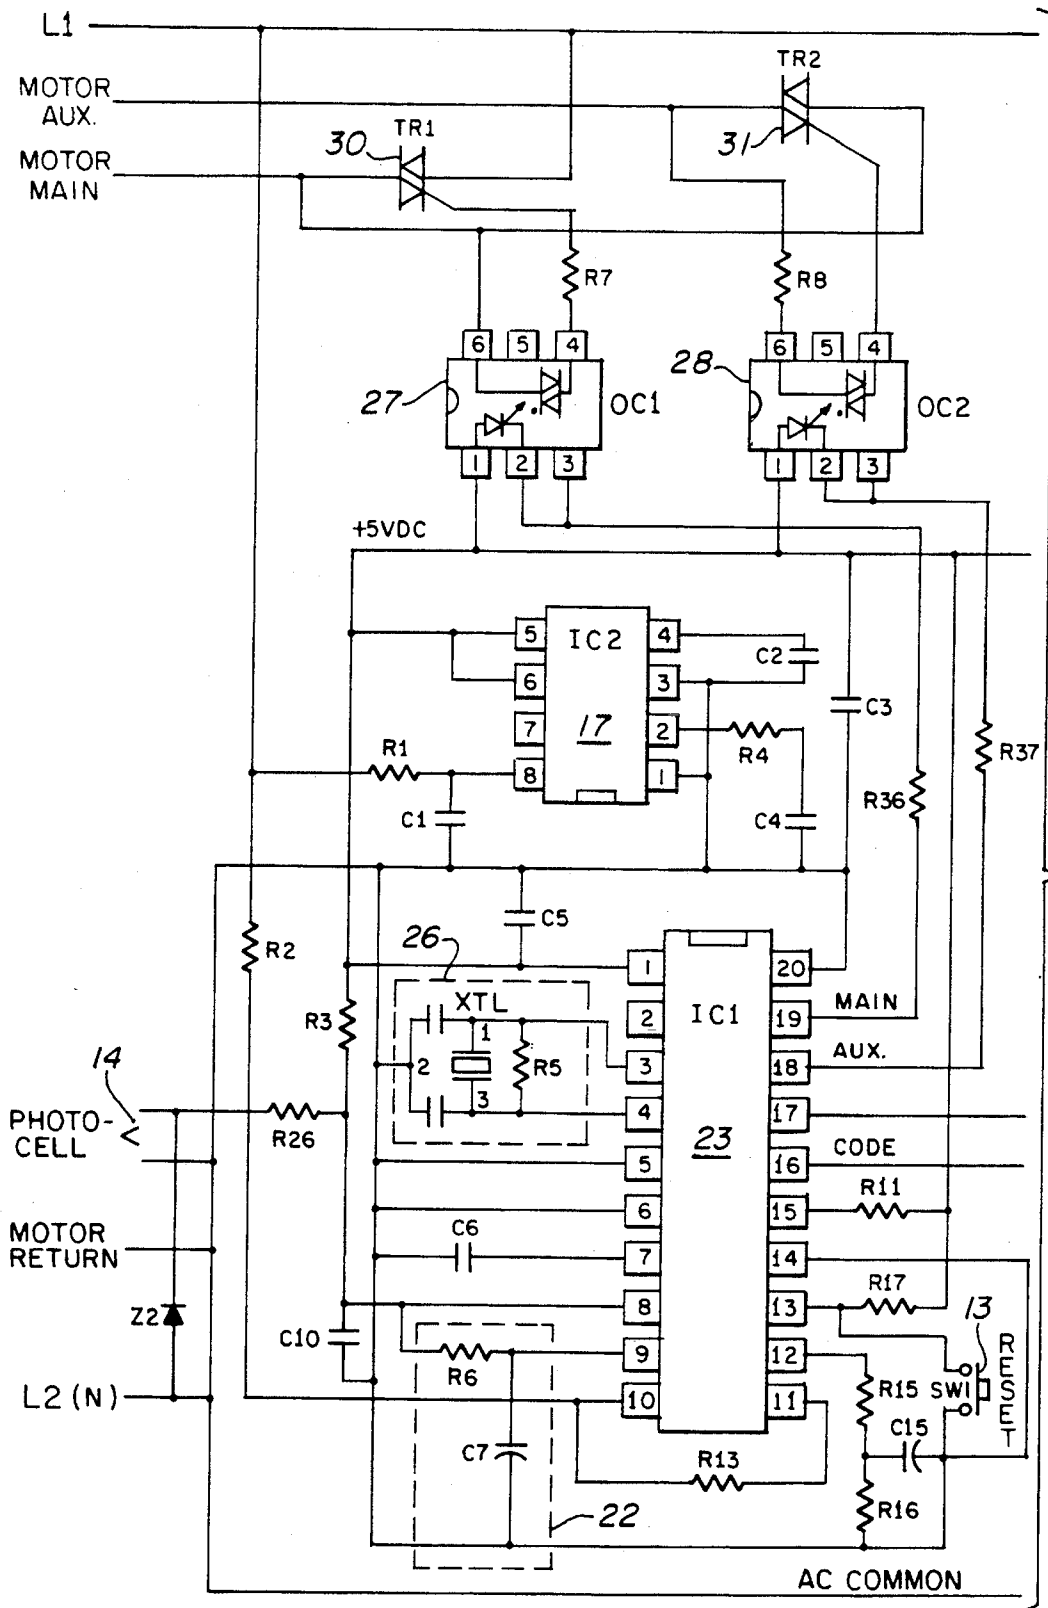 L1
TR2
MOTOR
AUX.
31
30
TR1
MOTOR
MAIN
R7
R8
6 5 4
6 5 4
27
OC1
28
OC2
1 2 3
1 2 3
+5VDC
5 IC2 4
C2
6 3
C3
7 17 2
R4
R37
R1
8 1
R36
C1
C4
C5
R2
26
1 20
XTL
MAIN
R3
2 IC1 19
1
AUX.
14
2
R5
3 18
3
4 17
PHOTO-
CELL
R26
23
CODE
5 16
R11
6 15
MOTOR
RETURN
C6
7 14
R17
13
8 13
Z2
C10
RESET
R6
9 12
L2 (N)
R15
SW1
10 11
C7
C15
R13
R16
22
AC COMMON